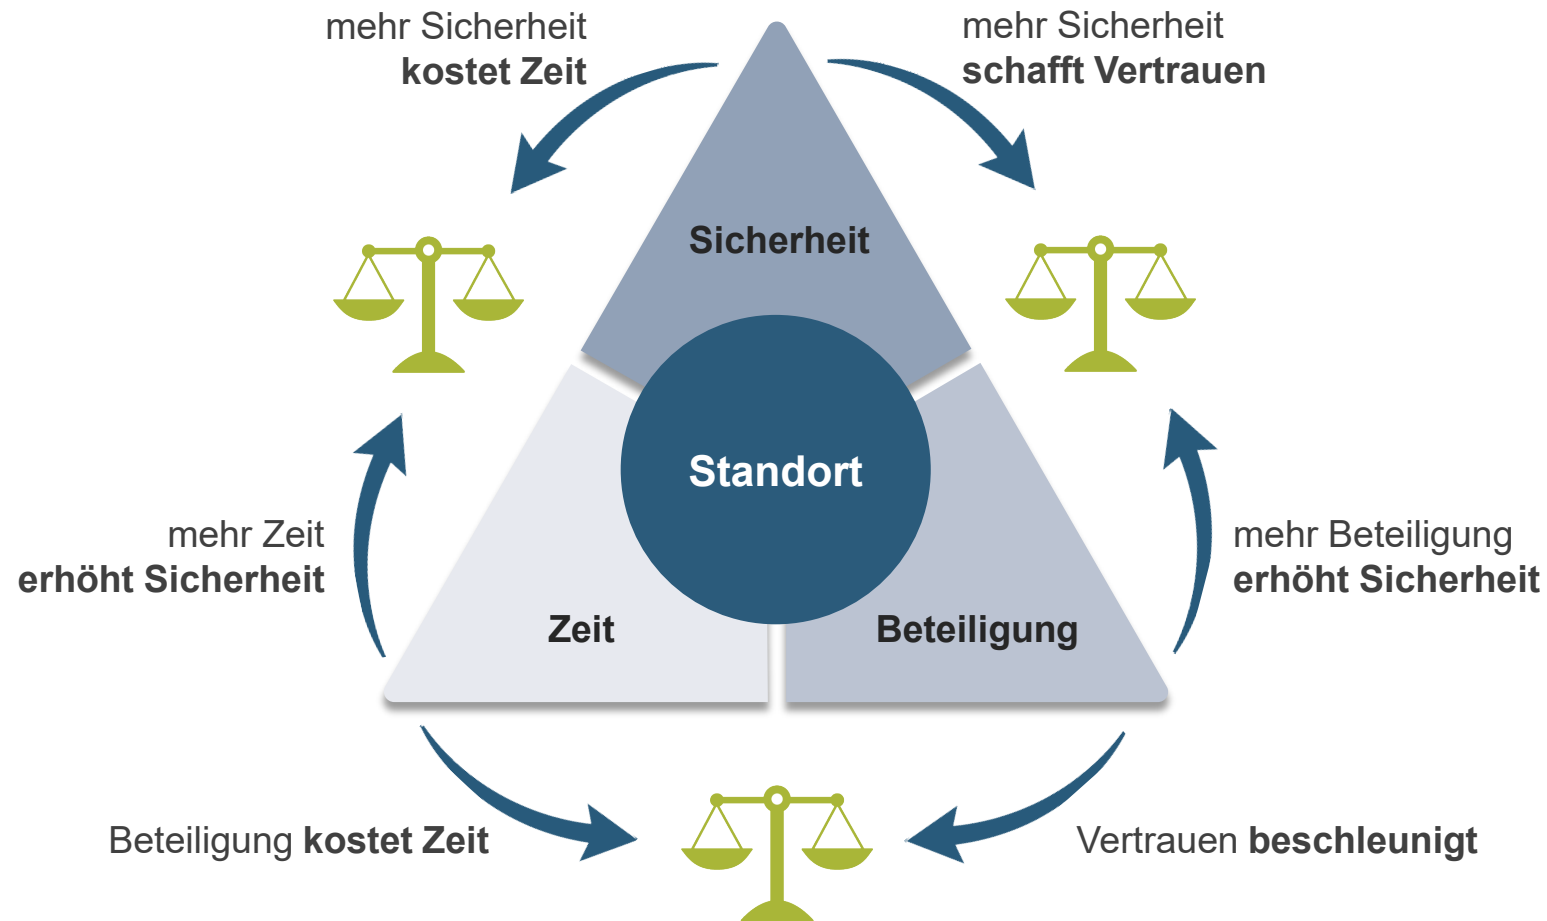 mehr Sicherheit
kostet Zeit
mehr Sicherheit
schafft Vertrauen
Sicherheit
Standort
mehr Zeit
erhöht Sicherheit
mehr Beteiligung
erhöht Sicherheit
Zeit
Beteiligung
Beteiligung kostet Zeit
Vertrauen beschleunigt